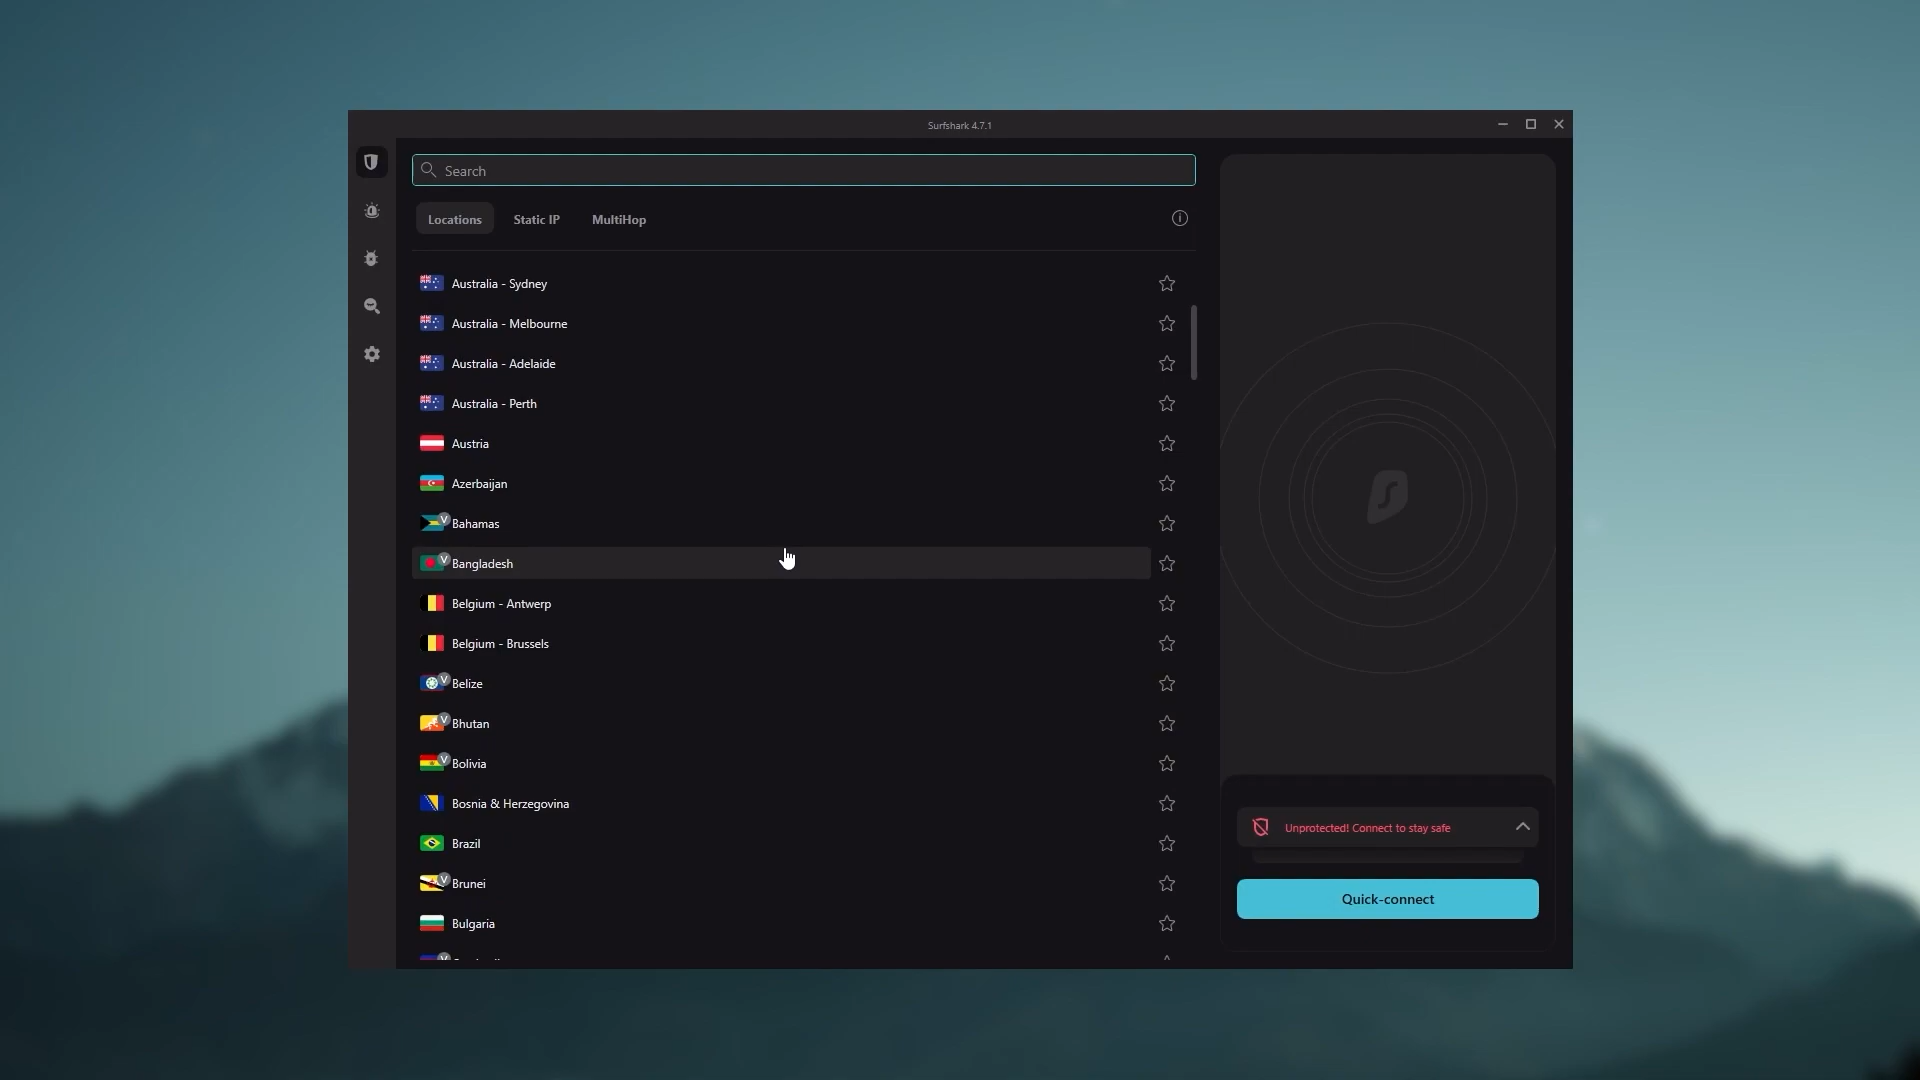 Surfshark 4.7.1
Search
Locations Static IP MultiHop
Australia - Sydney
Australia - Melbourne
Australia - Adelaide
Australia - Perth
Austria
Azerbaijan
V Bahamas
V Bangladesh
Belgium - Antwerp
Belgium - Brussels
V Belize
V Bhutan
V Bolivia
Bosnia & Herzegovina
Brazil
V Brunei
Bulgaria
Unprotected! Connect to stay safe
Quick-connect